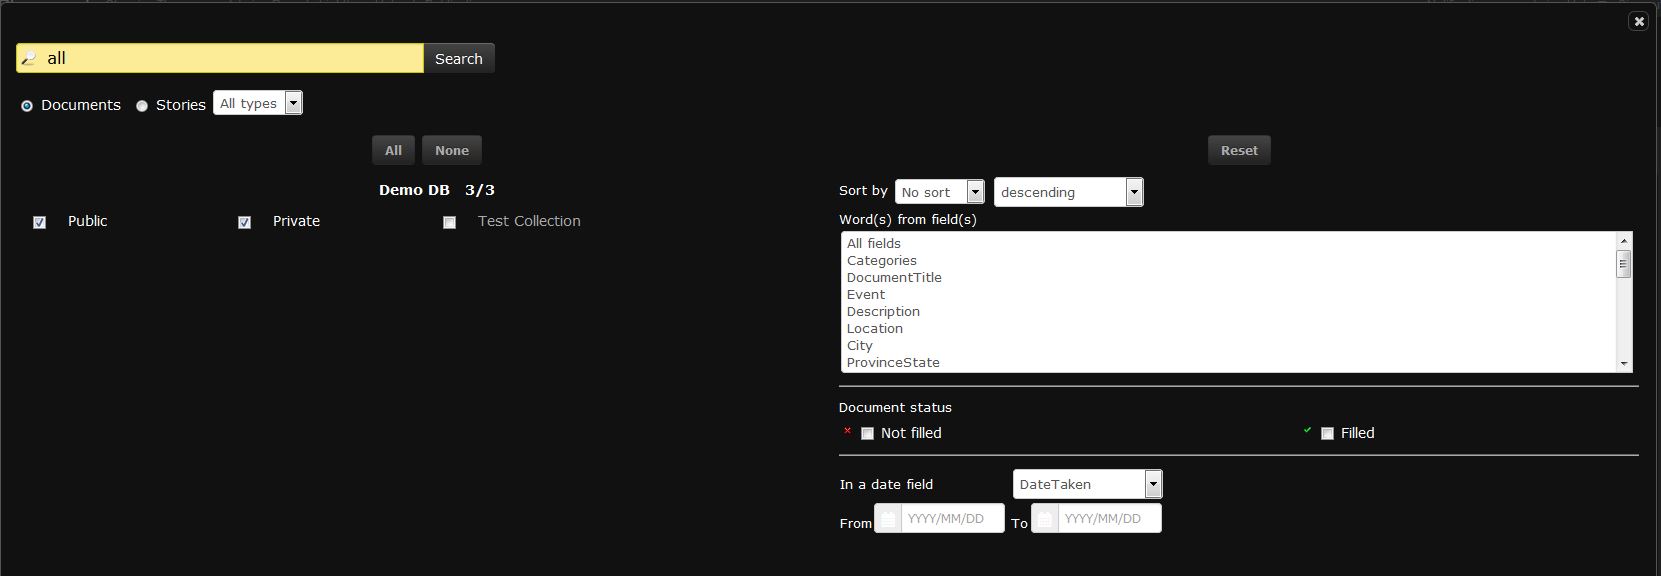 all Search
Documents Stories All types
All None Reset
Demo DB 3/3
Public Private Test Collection
Sort by No sort descending
Word(s) from field(s)
All fields
Categories
DocumentTitle
Event
Description
Location
City
ProvinceState
Document status
Not filled Filled
In a date field DateTaken
From YYYY/MM/DD To YYYY/MM/DD